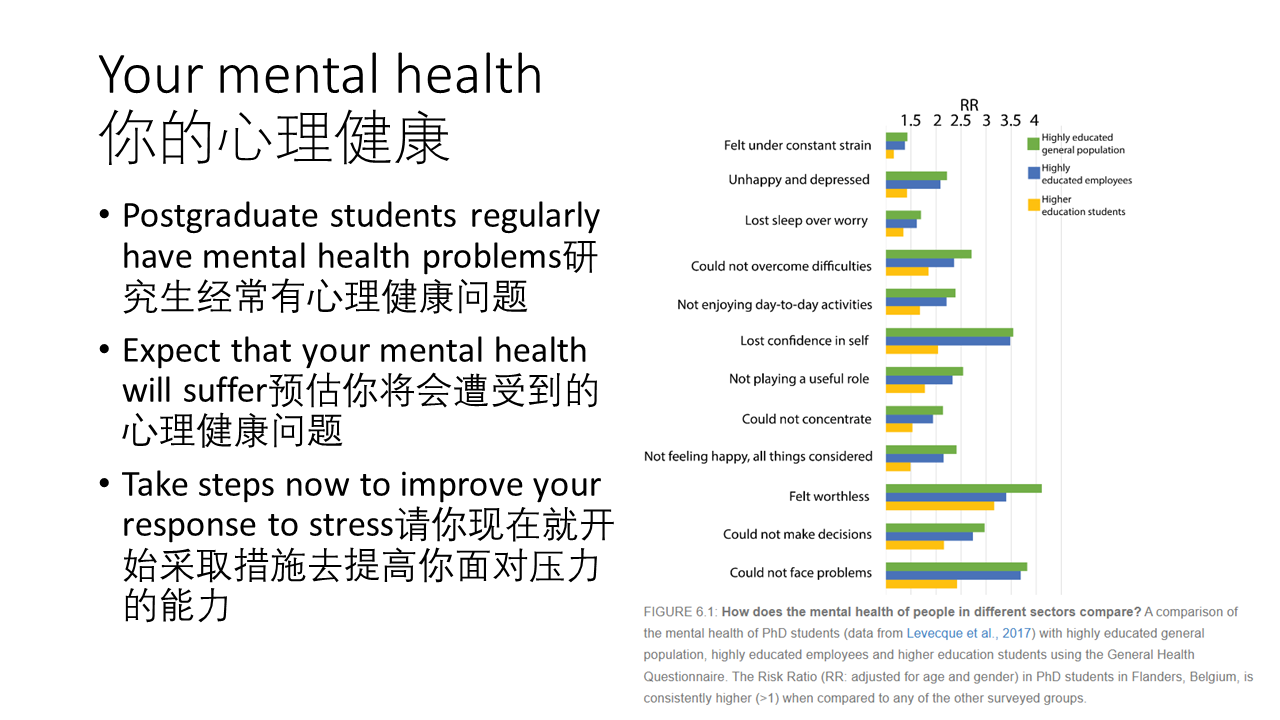 Your mental health
你的心理健康
• Postgraduate students regularly
have mental health problems研
究生经常有心理健康问题
• Expect that your mental health
will suffer预估你将会遭受到的
心理健康问题
• Take steps now to improve your
response to stress请你现在就开
始采取措施去提高你面对压力
的能力
RR
1.5 2 2.5 3 3.5 4
Highly educated
general population
Highly
educated employees
Higher
education students
Felt under constant strain
Unhappy and depressed
Lost sleep over worry
Could not overcome difficulties
Not enjoying day-to-day activities
Lost confidence in self
Not playing a useful role
Could not concentrate
Not feeling happy, all things considered
Felt worthless
Could not make decisions
Could not face problems
FIGURE 6.1: How does the mental health of people in different sectors compare? A comparison of
the mental health of PhD students (data from Levecque et al., 2017) with highly educated general
population, highly educated employees and higher education students using the General Health
Questionnaire. The Risk Ratio (RR: adjusted for age and gender) in PhD students in Flanders, Belgium, is
consistently higher (>1) when compared to any of the other surveyed groups.